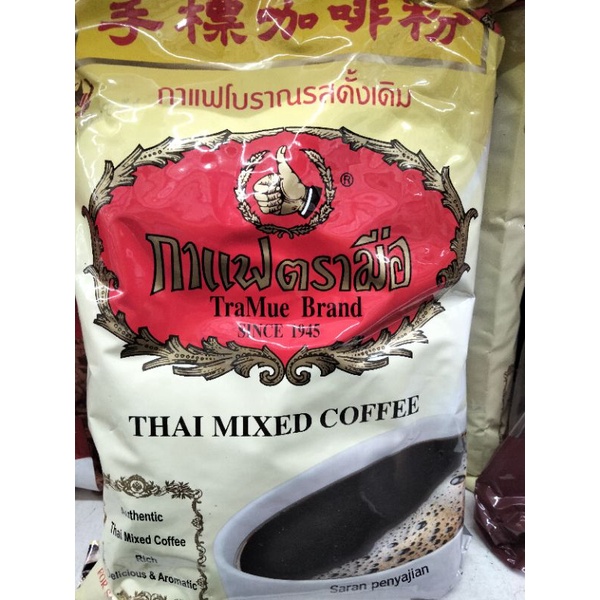 手標咖啡粉
กาแฟโบราณรสดั้งเดิม
®
กาแฟตรามือ
TraMue Brand
SINCE 1945
THAI MIXED COFFEE
Authentic
Thai Mixed Coffee
Rich
Delicious & Aromatic
Saran penyajian